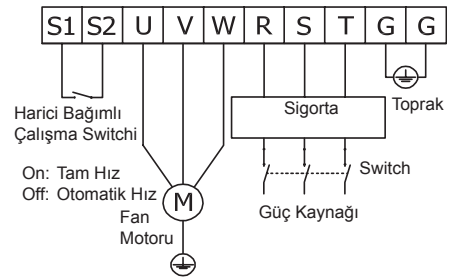 S1 S2 U V W R S T G G
Harici Bağımlı
Çalışma Switchi
On: Tam Hız
Off: Otomatik Hız
M
Fan
Motoru
Sigorta
Toprak
Switch
Güç Kaynağı